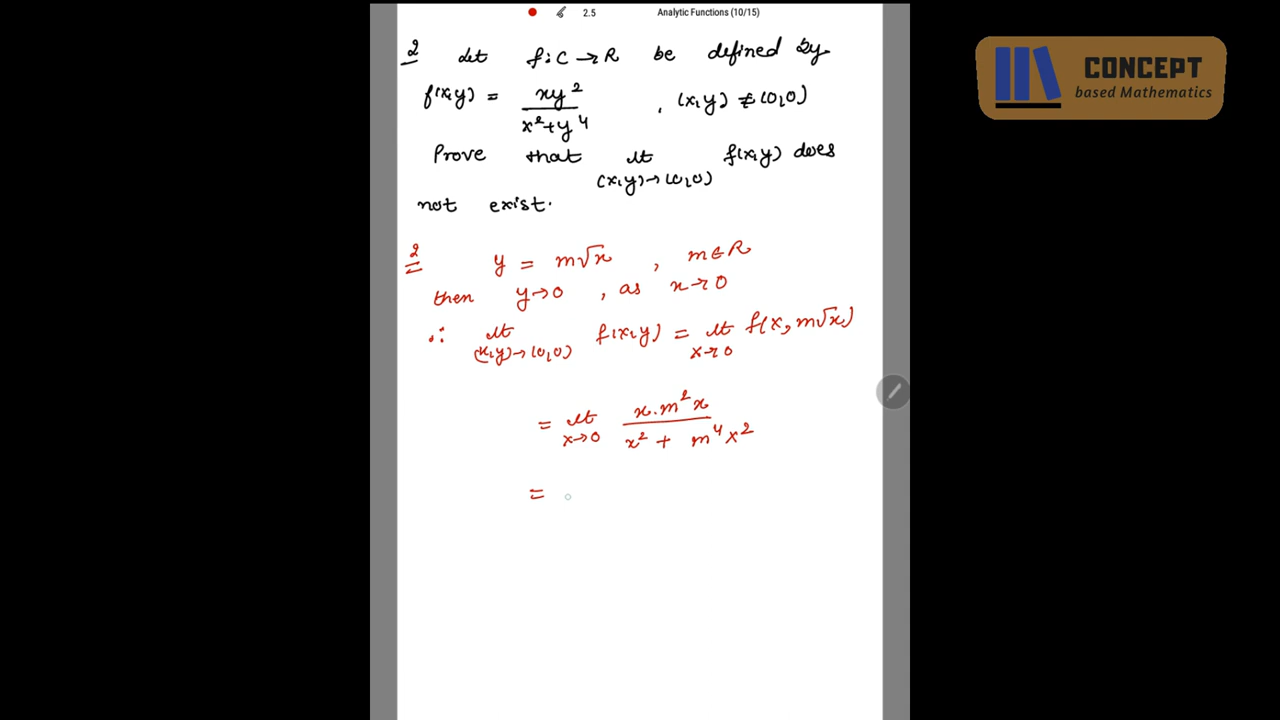 2.5 Analytic Functions (10/15)
CONCEPT
based Mathematics
2 Let f: C → R be defined by
f(x,y) = xy² / x²+y⁴ , (x,y) ≠ (0,0)
Prove that lt f(x,y) does
(x,y)→(0,0)
not exist.
2 y = m√x , m∈R
then y→0 , as x→0
∴ lt f(x,y) = lt f(x, m√x)
(x,y)→(0,0) x→0
= lt x.m²x / x² + m⁴x²
x→0
=